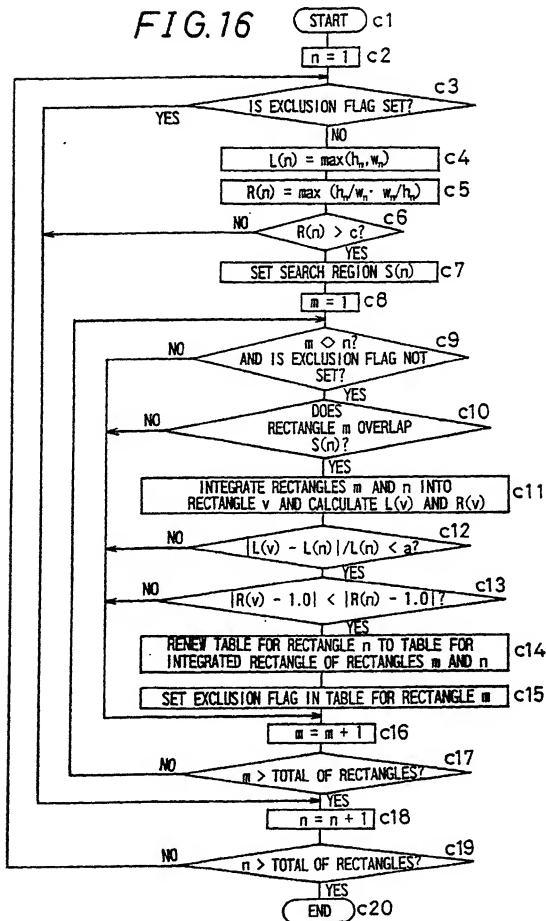 FIG.16
START c1
n = 1 c2
c3
IS EXCLUSION FLAG SET?
YES
NO
L(n) = max(hn, wn) c4
R(n) = max (hn/wn· wn/hn) c5
c6
NO
R(n) > c?
YES
SET SEARCH REGION S(n) c7
m = 1 c8
c9
NO
m <> n?
AND IS EXCLUSION FLAG NOT
SET?
YES
c10
DOES
NO
RECTANGLE m OVERLAP
S(n)?
YES
INTEGRATE RECTANGLES m AND n INTO
RECTANGLE v AND CALCULATE L(v) AND R(v)
c11
c12
NO
|L(v) - L(n)|/L(n) < a?
YES
c13
NO
|R(v) - 1.0| < |R(n) - 1.0|?
YES
RENEW TABLE FOR RECTANGLE n TO TABLE FOR
INTEGRATED RECTANGLE OF RECTANGLES m AND n
c14
SET EXCLUSION FLAG IN TABLE FOR RECTANGLE m c15
m = m + 1 c16
c17
NO
m > TOTAL OF RECTANGLES?
YES
n = n + 1 c18
c19
NO
n > TOTAL OF RECTANGLES?
YES
END c20